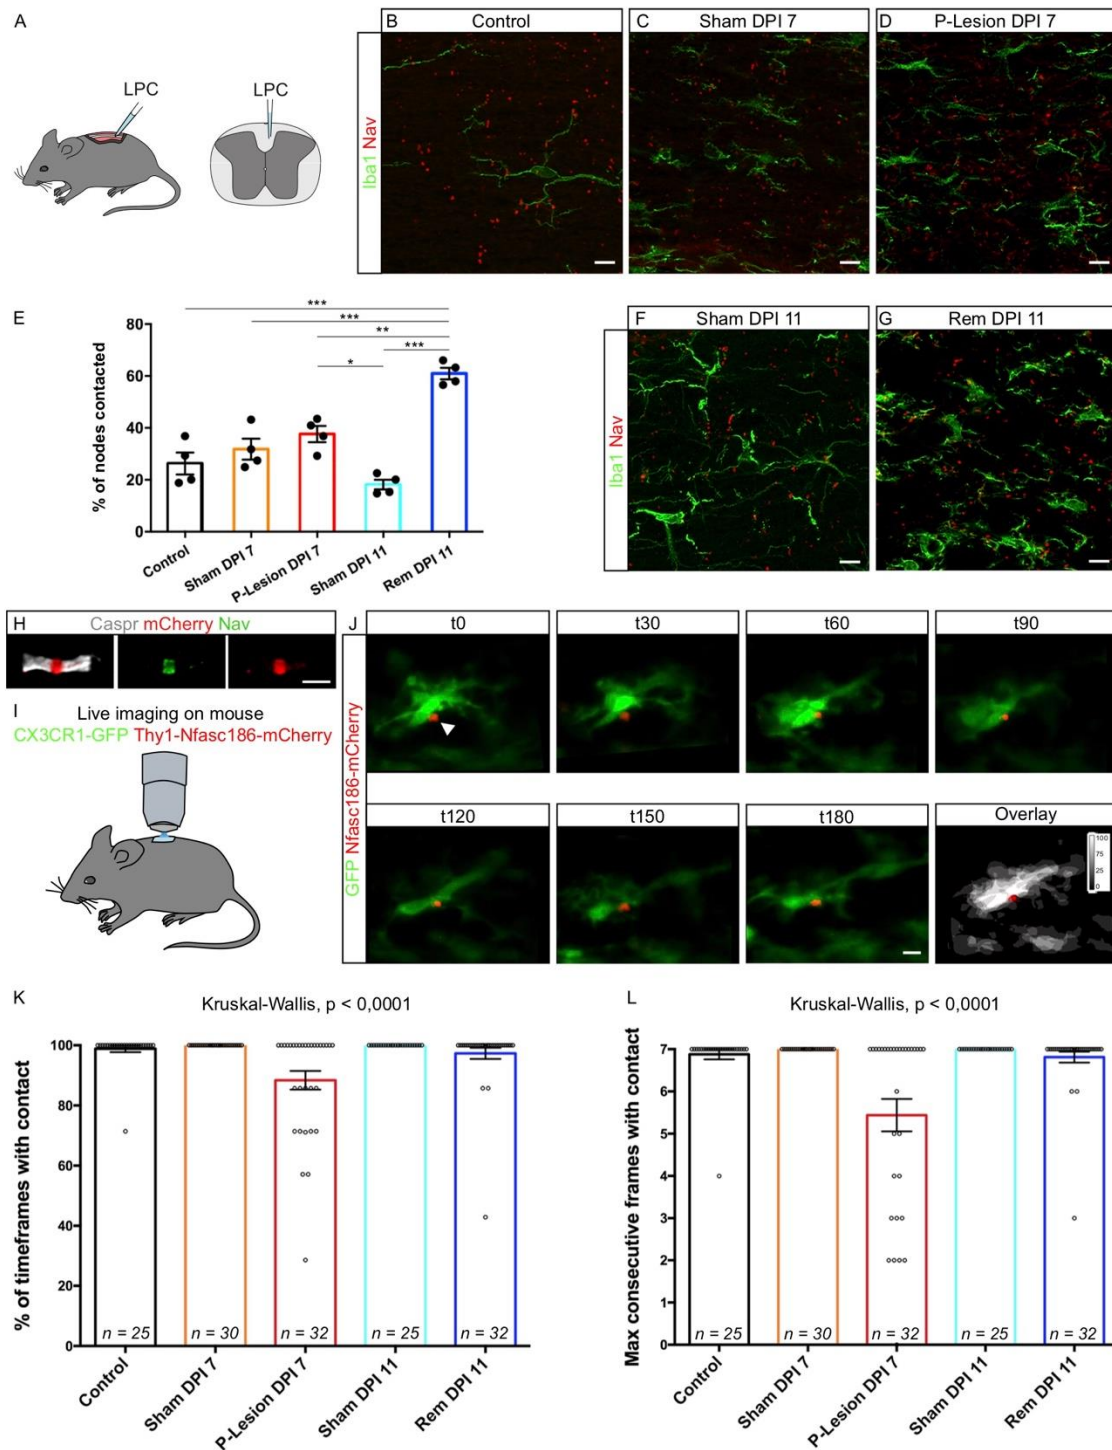 A
LPC
LPC
B Control
C Sham DPI 7
D P-Lesion DPI 7
Iba1 Nav
E
% of nodes contacted
80
60
40
20
0
***
***
**
***
*
Control
Sham DPI 7
P-Lesion DPI 7
Sham DPI 11
Rem DPI 11
F Sham DPI 11
G Rem DPI 11
Iba1 Nav
H Caspr mCherry Nav
I Live imaging on mouse
CX3CR1-GFP Thy1-Nfasc186-mCherry
J
GFP Nfasc186-mCherry
t0
t30
t60
t90
t120
t150
t180
Overlay
100
75
50
25
0
K
Kruskal-Wallis, p < 0,0001
% of timeframes with contact
100
80
60
40
20
0
n = 25
n = 30
n = 32
n = 25
n = 32
Control
Sham DPI 7
P-Lesion DPI 7
Sham DPI 11
Rem DPI 11
L
Kruskal-Wallis, p < 0,0001
Max consecutive frames with contact
7
6
5
4
3
2
1
0
n = 25
n = 30
n = 32
n = 25
n = 32
Control
Sham DPI 7
P-Lesion DPI 7
Sham DPI 11
Rem DPI 11